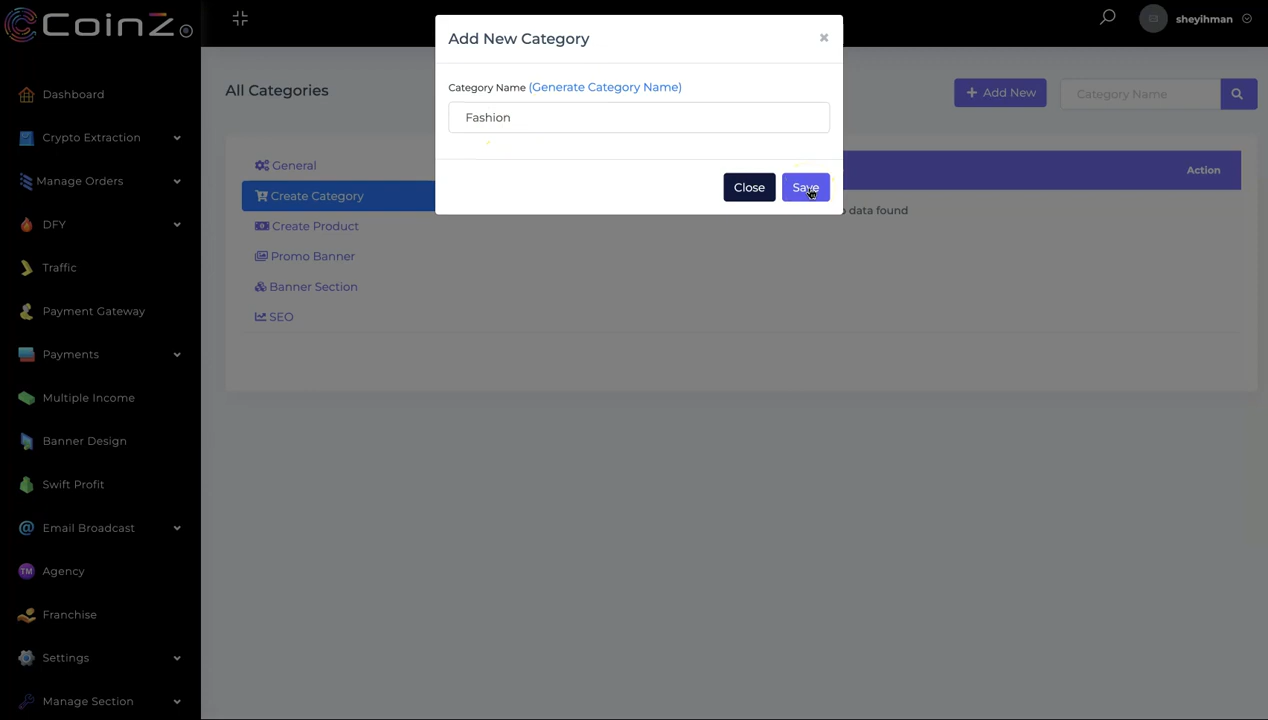 CoinZ
sheyihman
Add New Category
×
Category Name (Generate Category Name)
Fashion
Close
Save
All Categories
+ Add New
Category Name
Dashboard
Crypto Extraction
Manage Orders
DFY
Traffic
Payment Gateway
Payments
Multiple Income
Banner Design
Swift Profit
Email Broadcast
TM Agency
Franchise
Settings
Manage Section
General
Create Category
Create Product
Promo Banner
Banner Section
SEO
Action
data found